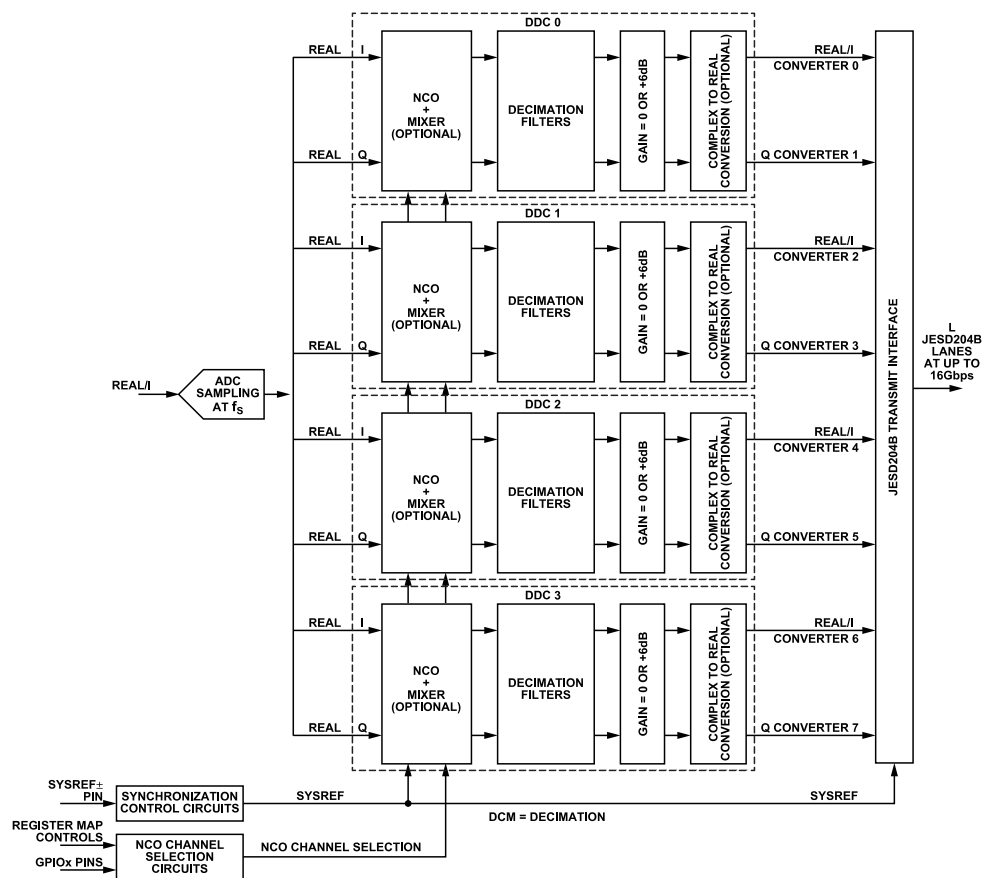 DDC 0
REAL I
NCO
+
MIXER
(OPTIONAL)
REAL Q
DECIMATION
FILTERS
GAIN = 0 OR +6dB
COMPLEX TO REAL
CONVERSION (OPTIONAL)
REAL/I
CONVERTER 0
Q CONVERTER 1
DDC 1
REAL I
NCO
+
MIXER
(OPTIONAL)
REAL Q
DECIMATION
FILTERS
GAIN = 0 OR +6dB
COMPLEX TO REAL
CONVERSION (OPTIONAL)
REAL/I
CONVERTER 2
Q CONVERTER 3
REAL/I
ADC
SAMPLING
AT fS
DDC 2
REAL I
NCO
+
MIXER
(OPTIONAL)
REAL Q
DECIMATION
FILTERS
GAIN = 0 OR +6dB
COMPLEX TO REAL
CONVERSION (OPTIONAL)
REAL/I
CONVERTER 4
Q CONVERTER 5
DDC 3
REAL I
NCO
+
MIXER
(OPTIONAL)
REAL Q
DECIMATION
FILTERS
GAIN = 0 OR +6dB
COMPLEX TO REAL
CONVERSION (OPTIONAL)
REAL/I
CONVERTER 6
Q CONVERTER 7
JESD204B TRANSMIT INTERFACE
L
JESD204B
LANES
AT UP TO
16Gbps
SYSREF±
PIN
SYNCHRONIZATION
CONTROL CIRCUITS
SYSREF
SYSREF
DCM = DECIMATION
REGISTER MAP
CONTROLS
GPIOx PINS
NCO CHANNEL
SELECTION
CIRCUITS
NCO CHANNEL SELECTION